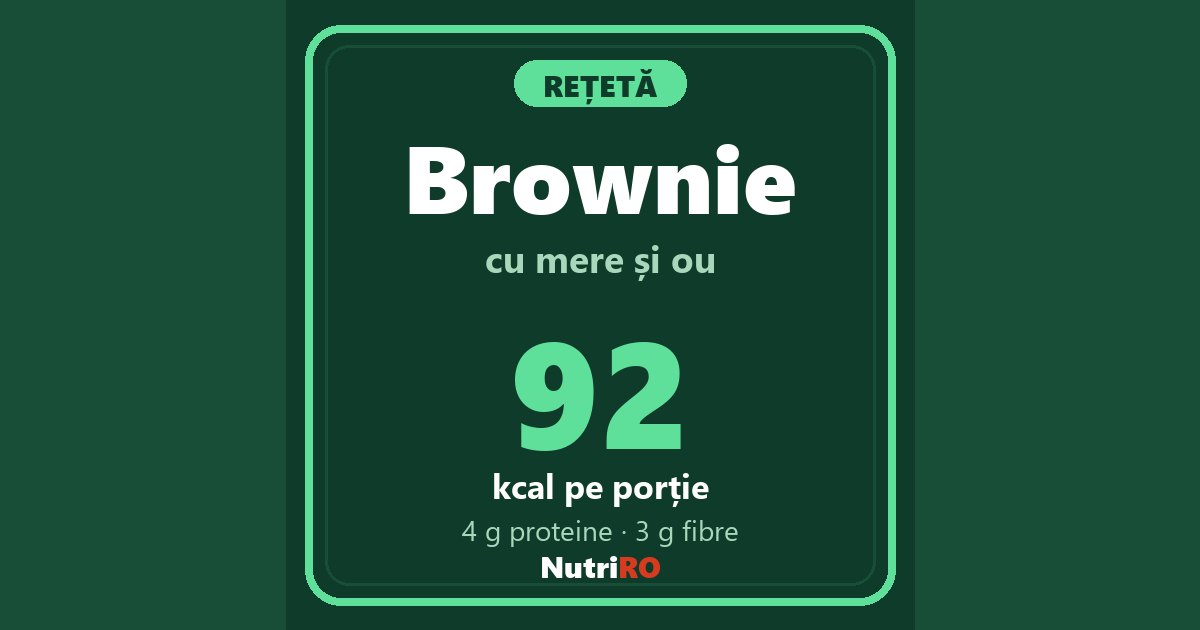 REȚETĂ
Brownie
cu mere și ou
92
kcal pe porție
4 g proteine · 3 g fibre
NutriRO